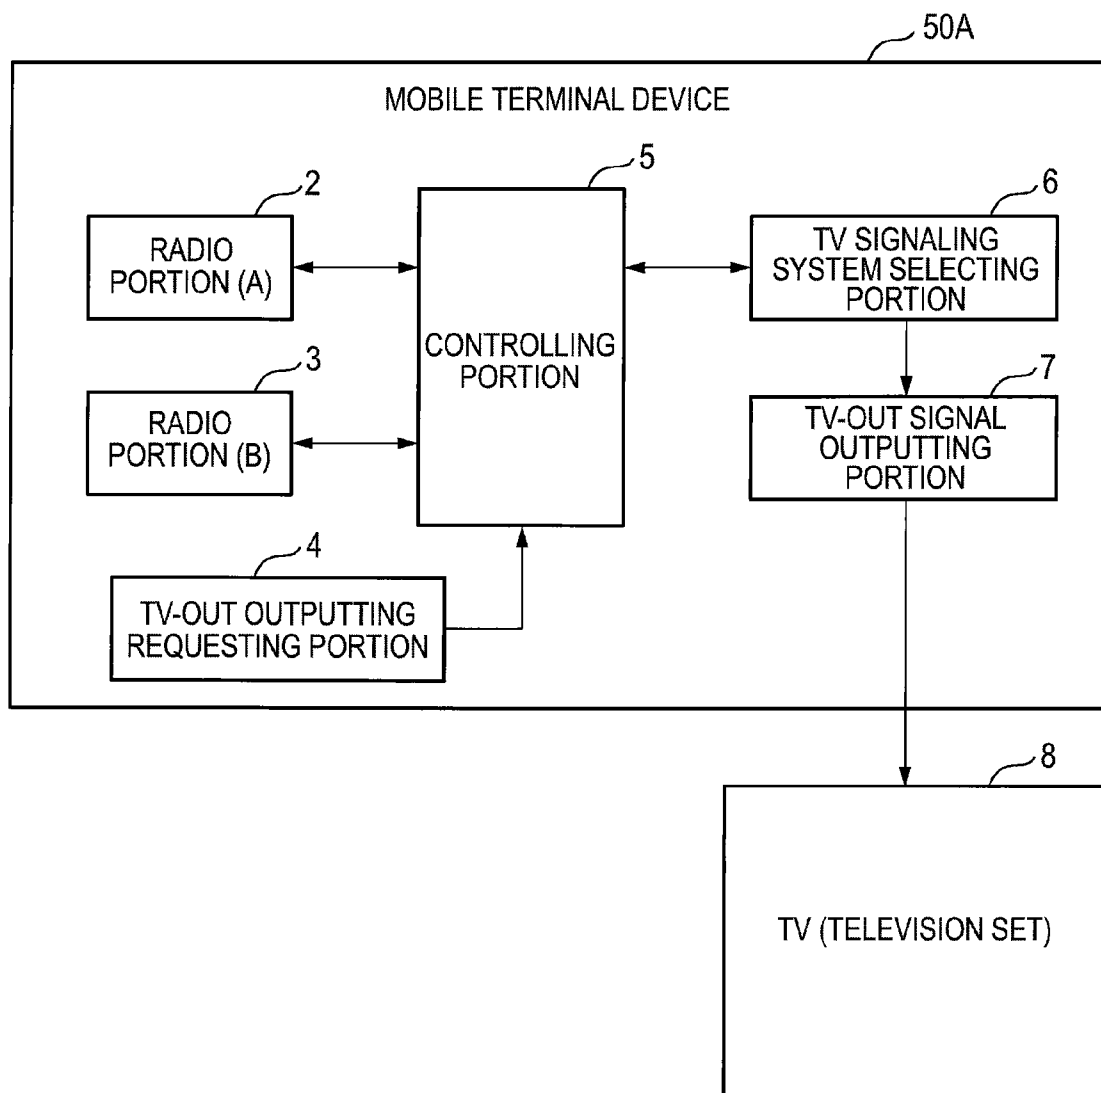 50A
MOBILE TERMINAL DEVICE
2
RADIO
PORTION (A)
5
CONTROLLING
PORTION
6
TV SIGNALING
SYSTEM SELECTING
PORTION
3
RADIO
PORTION (B)
7
TV-OUT SIGNAL
OUTPUTTING
PORTION
4
TV-OUT OUTPUTTING
REQUESTING PORTION
8
TV (TELEVISION SET)